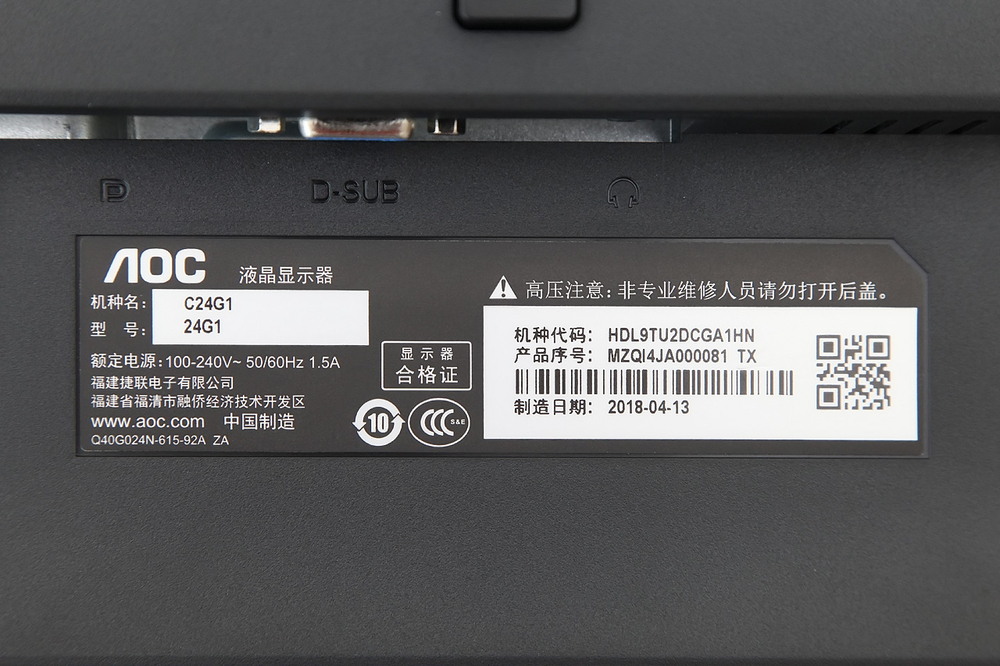 D-SUB
AOC 液晶显示器
机种名: C24G1
型 号: 24G1
额定电源:100-240V~ 50/60Hz 1.5A
福建捷联电子有限公司
福建省福清市融侨经济技术开发区
www.aoc.com 中国制造
Q40G024N-615-92A ZA
显示器
合格证
10
CCC S&E
高压注意: 非专业维修人员请勿打开后盖。
机种代码: HDL9TU2DCGA1HN
产品序号: MZQI4JA000081 TX
制造日期: 2018-04-13